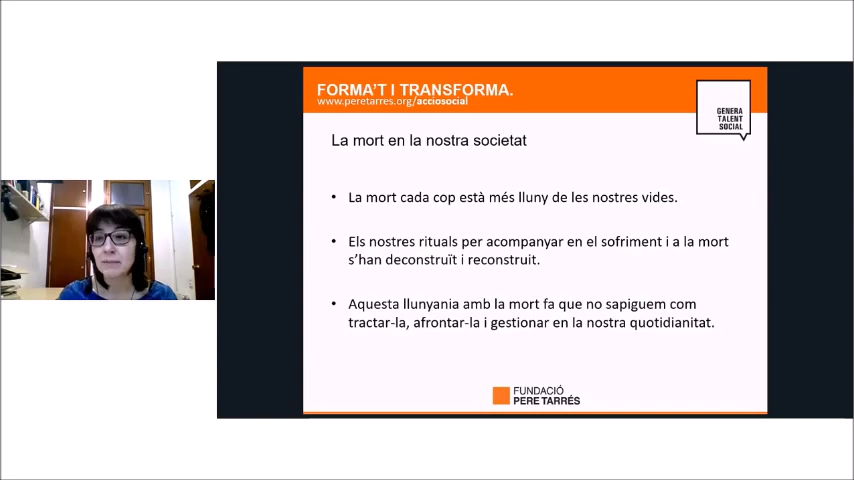 FORMA'T I TRANSFORMA.
www.peretarres.org/acciosocial
GENERA
TALENT
SOCIAL
La mort en la nostra societat
• La mort cada cop està més lluny de les nostres vides.
• Els nostres rituals per acompanyar en el sofriment i a la mort
s'han deconstruït i reconstruit.
• Aquesta llunyania amb la mort fa que no sapiguem com
tractar-la, afrontar-la i gestionar en la nostra quotidianitat.
FUNDACIÓ
PERE TARRÉS